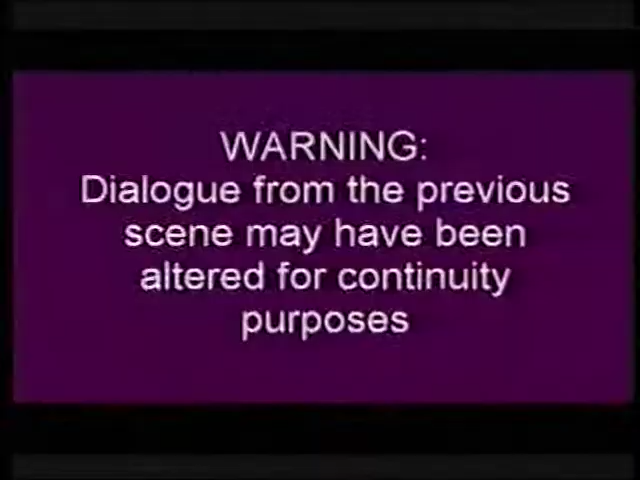 WARNING:
Dialogue from the previous
scene may have been
altered for continuity
purposes